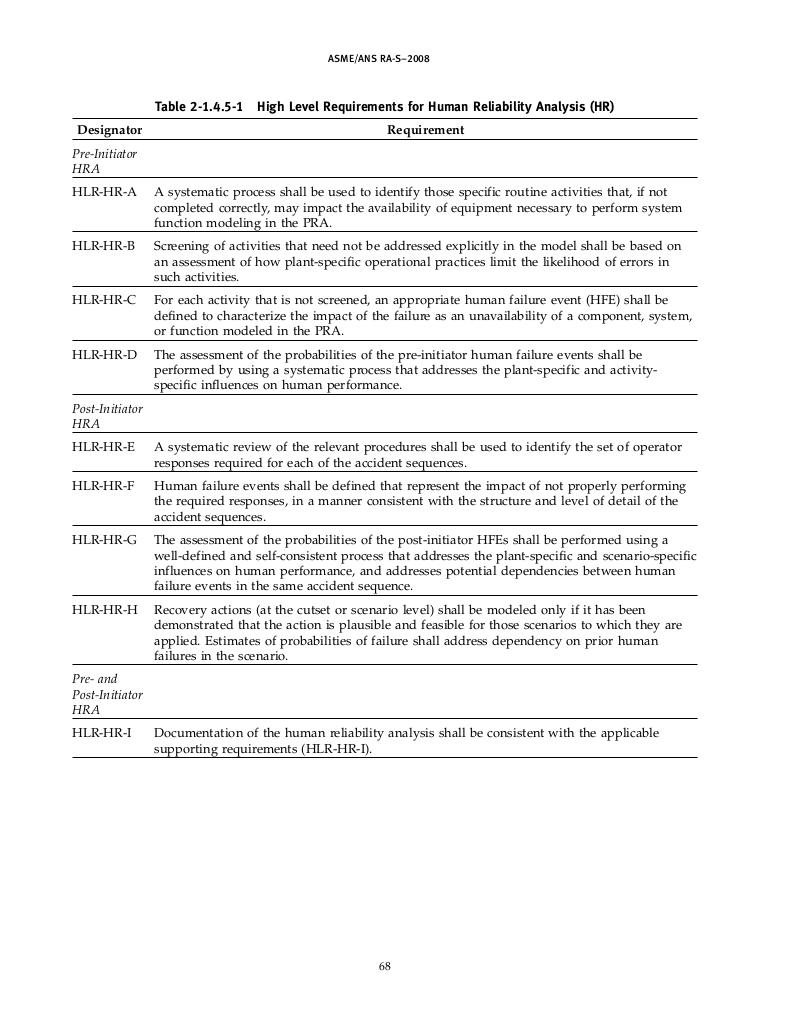 ASME/ANS RA-S–2008
Table 2-1.4.5-1 High Level Requirements for Human Reliability Analysis (HR)
Designator Requirement
Pre-Initiator
HRA
HLR-HR-A A systematic process shall be used to identify those specific routine activities that, if not
completed correctly, may impact the availability of equipment necessary to perform system
function modeling in the PRA.
HLR-HR-B Screening of activities that need not be addressed explicitly in the model shall be based on
an assessment of how plant-specific operational practices limit the likelihood of errors in
such activities.
HLR-HR-C For each activity that is not screened, an appropriate human failure event (HFE) shall be
defined to characterize the impact of the failure as an unavailability of a component, system,
or function modeled in the PRA.
HLR-HR-D The assessment of the probabilities of the pre-initiator human failure events shall be
performed by using a systematic process that addresses the plant-specific and activity-
specific influences on human performance.
Post-Initiator
HRA
HLR-HR-E A systematic review of the relevant procedures shall be used to identify the set of operator
responses required for each of the accident sequences.
HLR-HR-F Human failure events shall be defined that represent the impact of not properly performing
the required responses, in a manner consistent with the structure and level of detail of the
accident sequences.
HLR-HR-G The assessment of the probabilities of the post-initiator HFEs shall be performed using a
well-defined and self-consistent process that addresses the plant-specific and scenario-specific
influences on human performance, and addresses potential dependencies between human
failure events in the same accident sequence.
HLR-HR-H Recovery actions (at the cutset or scenario level) shall be modeled only if it has been
demonstrated that the action is plausible and feasible for those scenarios to which they are
applied. Estimates of probabilities of failure shall address dependency on prior human
failures in the scenario.
Pre- and
Post-Initiator
HRA
HLR-HR-I Documentation of the human reliability analysis shall be consistent with the applicable
supporting requirements (HLR-HR-I).
68